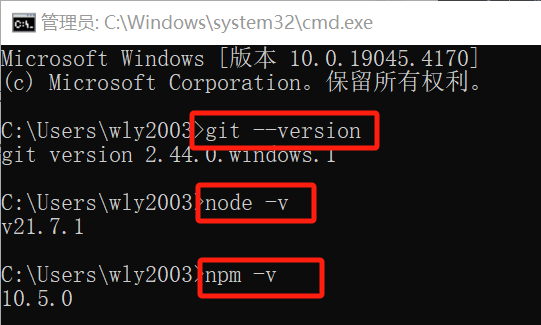 管理员: C:\Windows\system32\cmd.exe
Microsoft Windows [版本 10.0.19045.4170]
(c) Microsoft Corporation。保留所有权利。
C:\Users\wly2003>git --version
git version 2.44.0.windows.1
C:\Users\wly2003>node -v
v21.7.1
C:\Users\wly2003>npm -v
10.5.0